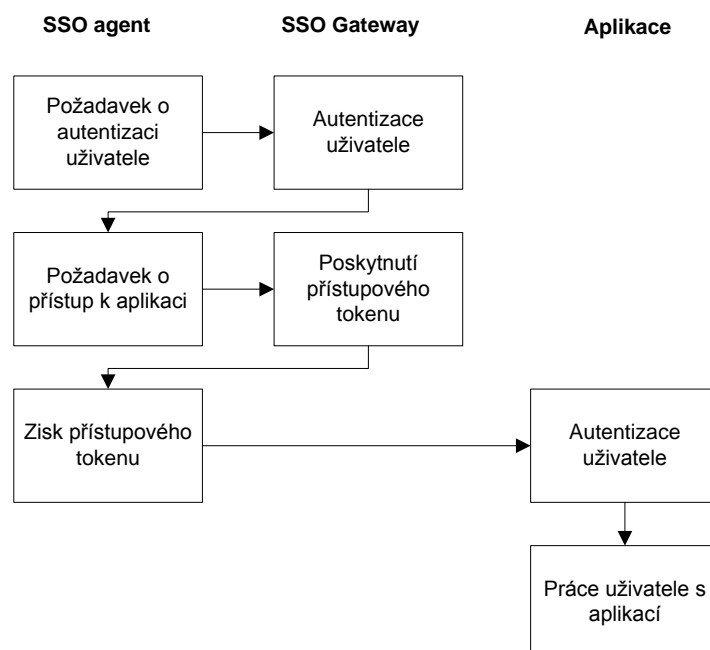 SSO agent
SSO Gateway
Aplikace
Požadavek o
autentizaci
uživatele
Autentizace
uživatele
Požadavek o
přístup k aplikaci
Poskytnutí
přístupového
tokenu
Zisk přístupového
tokenu
Autentizace
uživatele
Práce uživatele s
aplikací